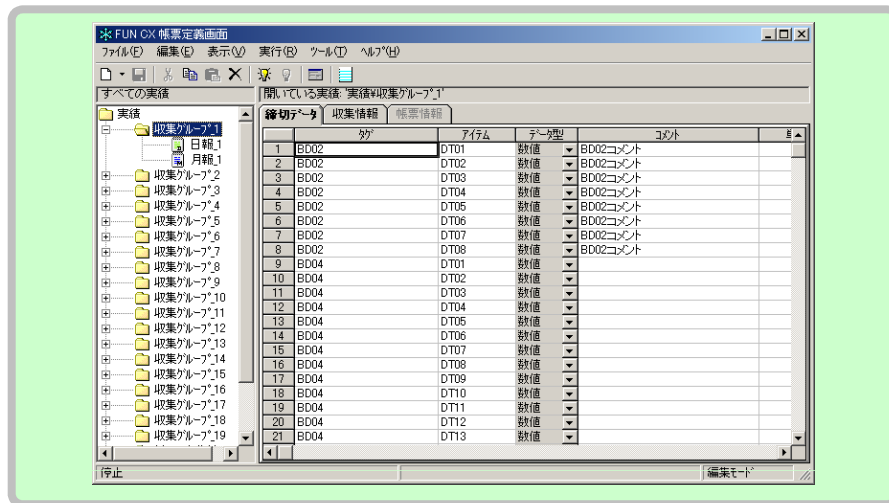 FUN CX 帳票定義画面
ﾌｧｲﾙ(F) 編集(E) 表示(V) 実行(R) ﾂｰﾙ(T) ﾍﾙﾌﾟ(H)
すべての実績
開いている実績: '実績¥収集ｸﾞﾙｰﾌﾟ_1'
実績
収集ｸﾞﾙｰﾌﾟ_1
日報_1
月報_1
収集ｸﾞﾙｰﾌﾟ_2
収集ｸﾞﾙｰﾌﾟ_3
収集ｸﾞﾙｰﾌﾟ_4
収集ｸﾞﾙｰﾌﾟ_5
収集ｸﾞﾙｰﾌﾟ_6
収集ｸﾞﾙｰﾌﾟ_7
収集ｸﾞﾙｰﾌﾟ_8
収集ｸﾞﾙｰﾌﾟ_9
収集ｸﾞﾙｰﾌﾟ_10
収集ｸﾞﾙｰﾌﾟ_11
収集ｸﾞﾙｰﾌﾟ_12
収集ｸﾞﾙｰﾌﾟ_13
収集ｸﾞﾙｰﾌﾟ_14
収集ｸﾞﾙｰﾌﾟ_15
収集ｸﾞﾙｰﾌﾟ_16
収集ｸﾞﾙｰﾌﾟ_17
収集ｸﾞﾙｰﾌﾟ_18
収集ｸﾞﾙｰﾌﾟ_19
締切ﾃﾞｰﾀ 収集情報 帳票情報
ﾀｸﾞ ｱｲﾃﾑ ﾃﾞｰﾀ型 ｺﾒﾝﾄ
1 BD02 DT01 数値 BD02コメント
2 BD02 DT02 数値 BD02コメント
3 BD02 DT03 数値 BD02コメント
4 BD02 DT04 数値 BD02コメント
5 BD02 DT05 数値 BD02コメント
6 BD02 DT06 数値 BD02コメント
7 BD02 DT07 数値 BD02コメント
8 BD02 DT08 数値 BD02コメント
9 BD04 DT01 数値
10 BD04 DT02 数値
11 BD04 DT03 数値
12 BD04 DT04 数値
13 BD04 DT05 数値
14 BD04 DT06 数値
15 BD04 DT07 数値
16 BD04 DT08 数値
17 BD04 DT09 数値
18 BD04 DT10 数値
19 BD04 DT11 数値
20 BD04 DT12 数値
21 BD04 DT13 数値
停止 編集ﾓｰﾄﾞ